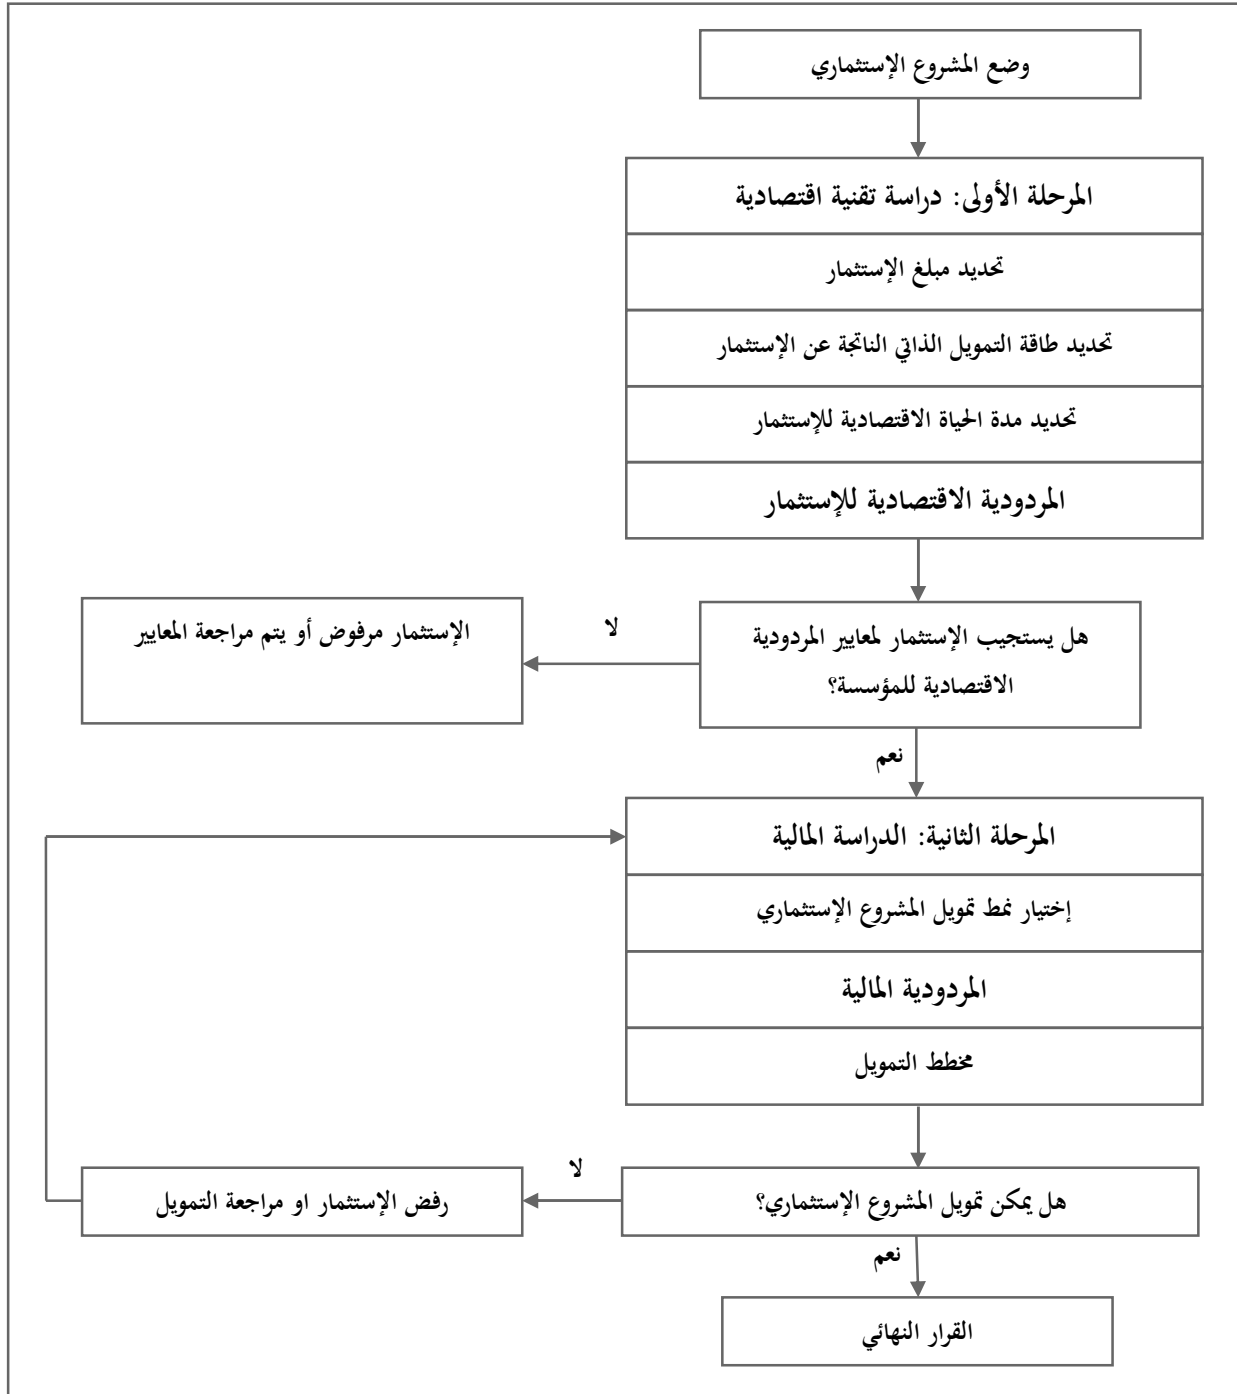 وضع المشروع الإستثماري
المرحلة الأولى: دراسة تقنية اقتصادية
تحديد مبلغ الإستثمار
تحديد طاقة التمويل الذاتي الناتجة عن الإستثمار
تحديد مدة الحياة الاقتصادية للإستثمار
المردودية الاقتصادية للإستثمار
هل يستجيب الإستثمار لمعايير المردودية
الاقتصادية للمؤسسة؟
لا
الإستثمار مرفوض أو يتم مراجعة المعايير
نعم
المرحلة الثانية: الدراسة المالية
إختيار نمط تمويل المشروع الإستثماري
المردودية المالية
مخطط التمويل
هل يمكن تمويل المشروع الإستثماري؟
لا
رفض الإستثمار او مراجعة التمويل
نعم
القرار النهائي